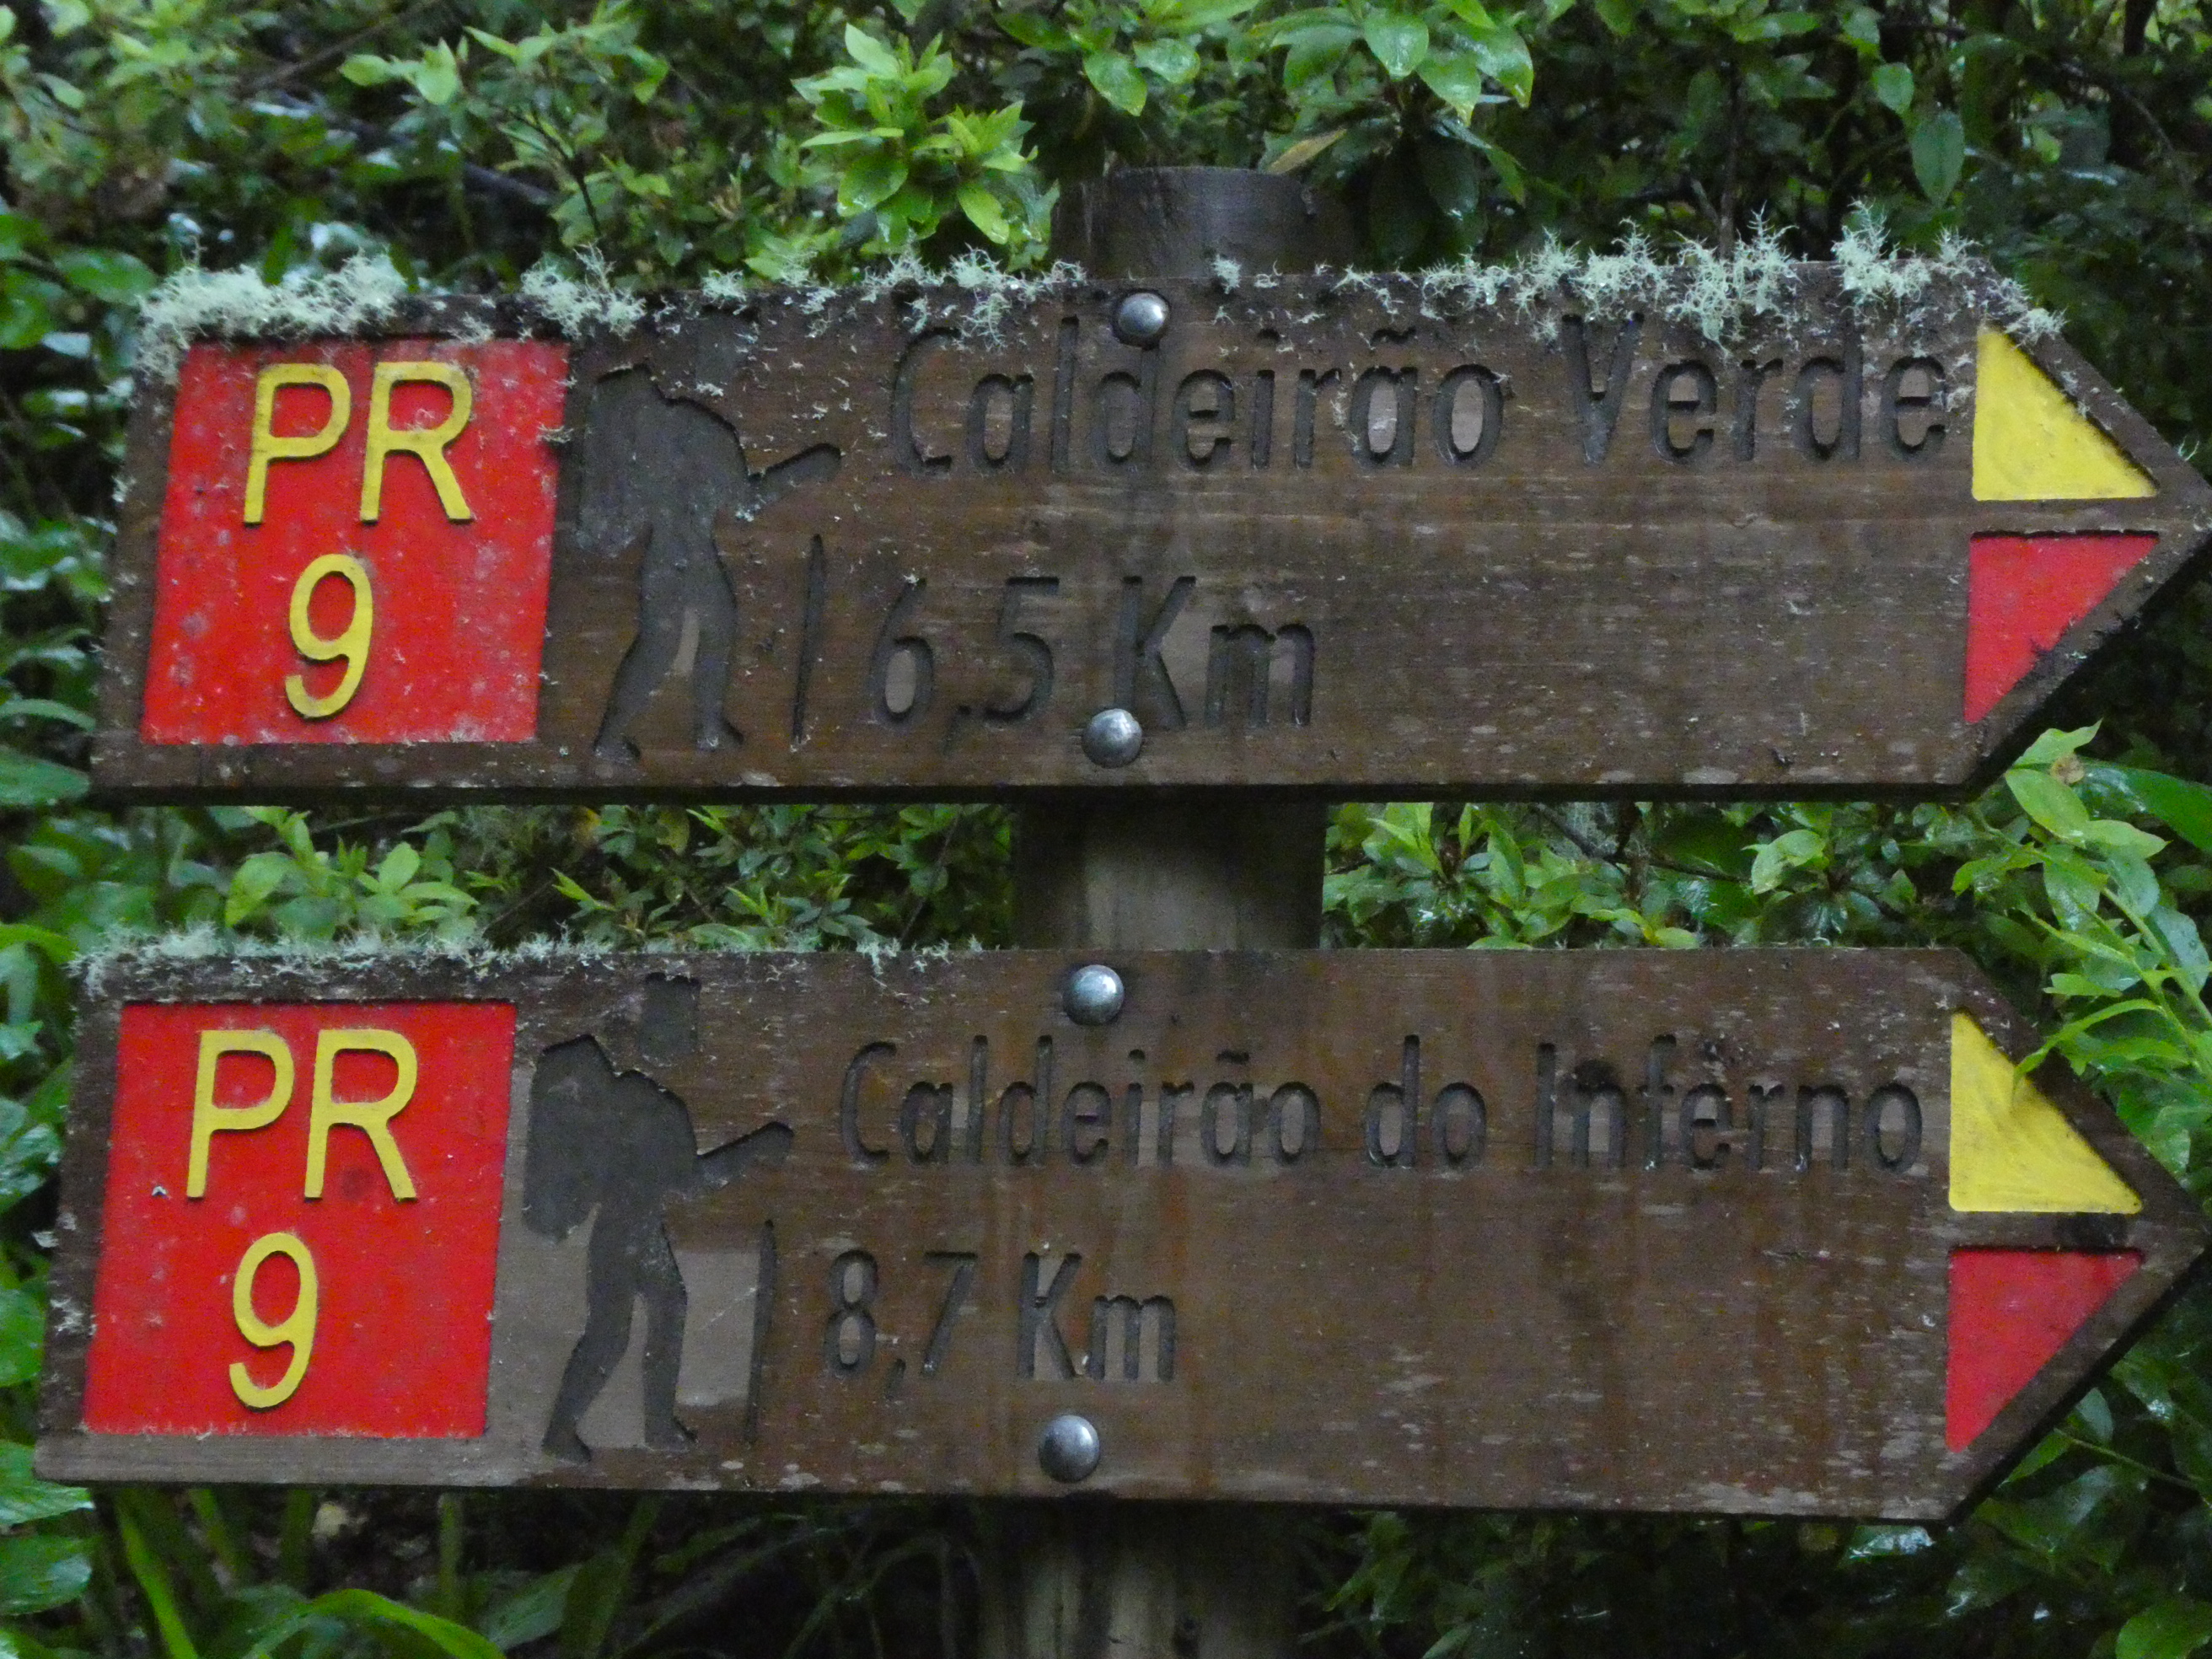 PR
9
Caldeirão Verde
6,5 Km
PR
9
Caldeirão do Inferno
8,7 Km